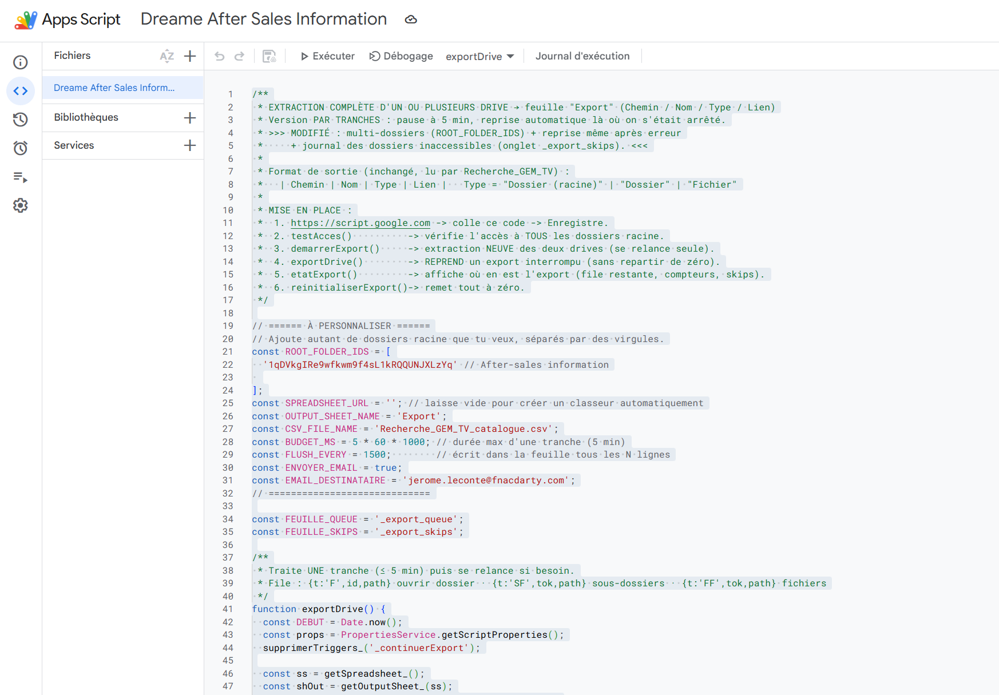 Apps Script
Dreame After Sales Information
Fichiers
AZ
Exécuter
Débogage
exportDrive
Journal d'exécution
Dreame After Sales Inform...
Bibliothèques
Services
1 /**
2 * EXTRACTION COMPLÈTE D'UN OU PLUSIEURS DRIVE → feuille "Export" (Chemin / Nom / Type / Lien)
3 * Version PAR TRANCHES : pause à 5 min, reprise automatique là où on s'était arrêté.
4 * >>> MODIFIÉ : multi-dossiers (ROOT_FOLDER_IDS) + reprise même après erreur
5 *     + journal des dossiers inaccessibles (onglet _export_skips). <<<
6 *
7 * Format de sortie (inchangé, lu par Recherche_GEM_TV) :
8 *   | Chemin | Nom | Type | Lien |   Type = "Dossier (racine)" | "Dossier" | "Fichier"
9 *
10 * MISE EN PLACE :
11 *  1. https://script.google.com -> colle ce code -> Enregistre.
12 *  2. testAcces()          -> vérifie l'accès à TOUS les dossiers racine.
13 *  3. demarrerExport()     -> extraction NEUVE des deux drives (se relance seule).
14 *  4. exportDrive()        -> REPREND un export interrompu (sans repartir de zéro).
15 *  5. etatExport()         -> affiche où en est l'export (file restante, compteurs, skips).
16 *  6. reinitialiserExport()-> remet tout à zéro.
17 */
18
19 // ====== À PERSONNALISER ======
20 // Ajoute autant de dossiers racine que tu veux, séparés par des virgules.
21 const ROOT_FOLDER_IDS = [
22   '1qDVkgIRe9wfkwm9f4sL1kRQQUNJXLzYq' // After-sales information
23
24 ];
25 const SPREADSHEET_URL = ''; // laisse vide pour créer un classeur automatiquement
26 const OUTPUT_SHEET_NAME = 'Export';
27 const CSV_FILE_NAME = 'Recherche_GEM_TV_catalogue.csv';
28 const BUDGET_MS = 5 * 60 * 1000; // durée max d'une tranche (5 min)
29 const FLUSH_EVERY = 1500;        // écrit dans la feuille tous les N lignes
30 const ENVOYER_EMAIL = true;
31 const EMAIL_DESTINATAIRE = 'jerome.leconte@fnacdarty.com';
32 // =============================
33
34 const FEUILLE_QUEUE = '_export_queue';
35 const FEUILLE_SKIPS = '_export_skips';
36
37 /**
38 * Traite UNE tranche (≤ 5 min) puis se relance si besoin.
39 * File : {t:'F',id,path} ouvrir dossier · {t:'SF',tok,path} sous-dossiers · {t:'FF',tok,path} fichiers
40 */
41 function exportDrive() {
42   const DEBUT = Date.now();
43   const props = PropertiesService.getScriptProperties();
44   supprimerTriggers_('_continuerExport');
45
46   const ss = getSpreadsheet_();
47   const shOut = getOutputSheet_(ss);